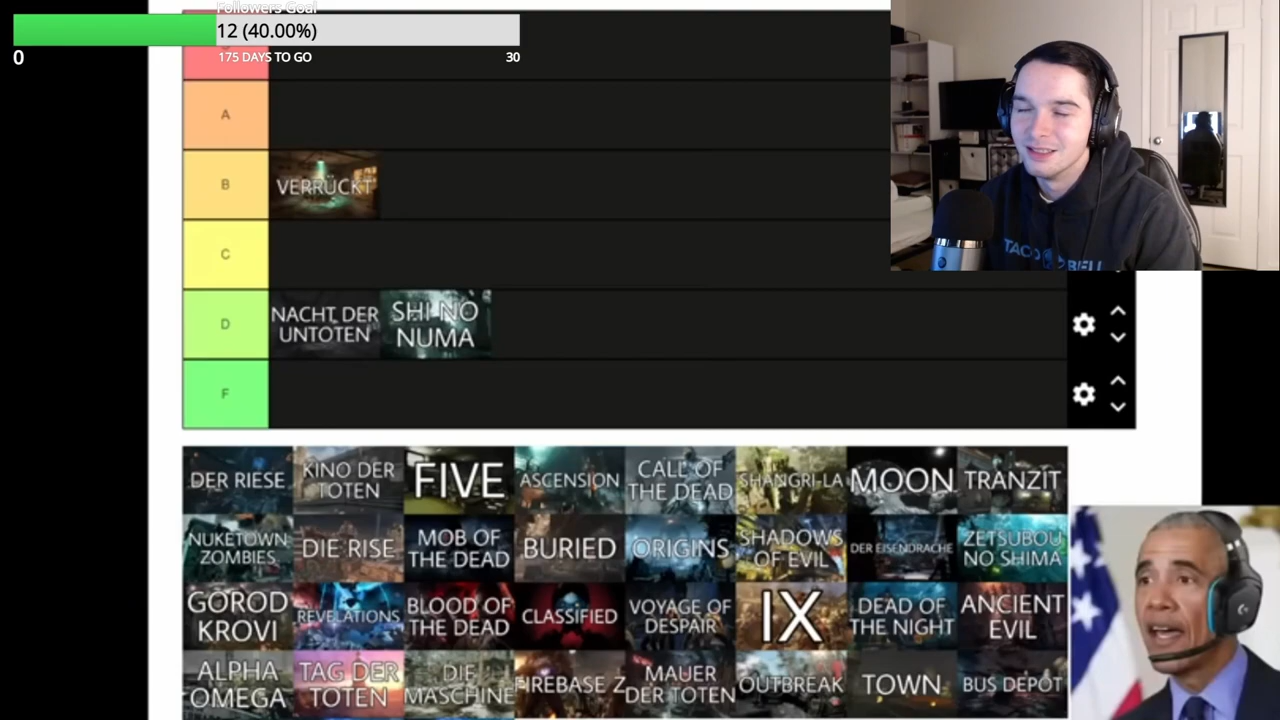 Followers Goal
12 (40.00%)
0
175 DAYS TO GO
30
A
B
VERRÜCKT
C
TACO BELL
D
NACHT DER UNTOTEN
SHI NO NUMA
F
DER RIESE
KINO DER TOTEN
FIVE
ASCENSION
CALL OF THE DEAD
SHANGRI-LA
MOON
TRANZIT
NUKETOWN ZOMBIES
DIE RISE
MOB OF THE DEAD
BURIED
ORIGINS
SHADOWS OF EVIL
DER EISENDRACHE
ZETSUBOU NO SHIMA
GOROD KROVI
REVELATIONS
BLOOD OF THE DEAD
CLASSIFIED
VOYAGE OF DESPAIR
IX
DEAD OF THE NIGHT
ANCIENT EVIL
ALPHA OMEGA
TAG DER TOTEN
DIE MASCHINE
FIREBASE Z
MAUER DER TOTEN
OUTBREAK
TOWN
BUS DEPOT